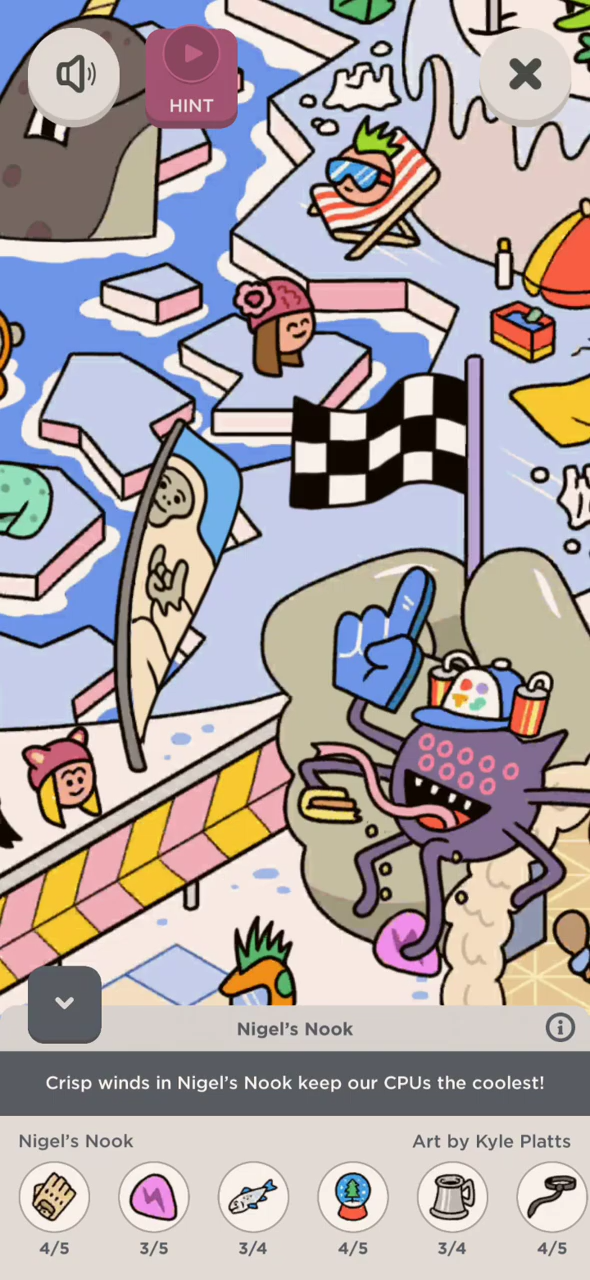 HINT
Nigel's Nook
Crisp winds in Nigel's Nook keep our CPUs the coolest!
Nigel's Nook
Art by Kyle Platts
4/5
3/5
3/4
4/5
3/4
4/5